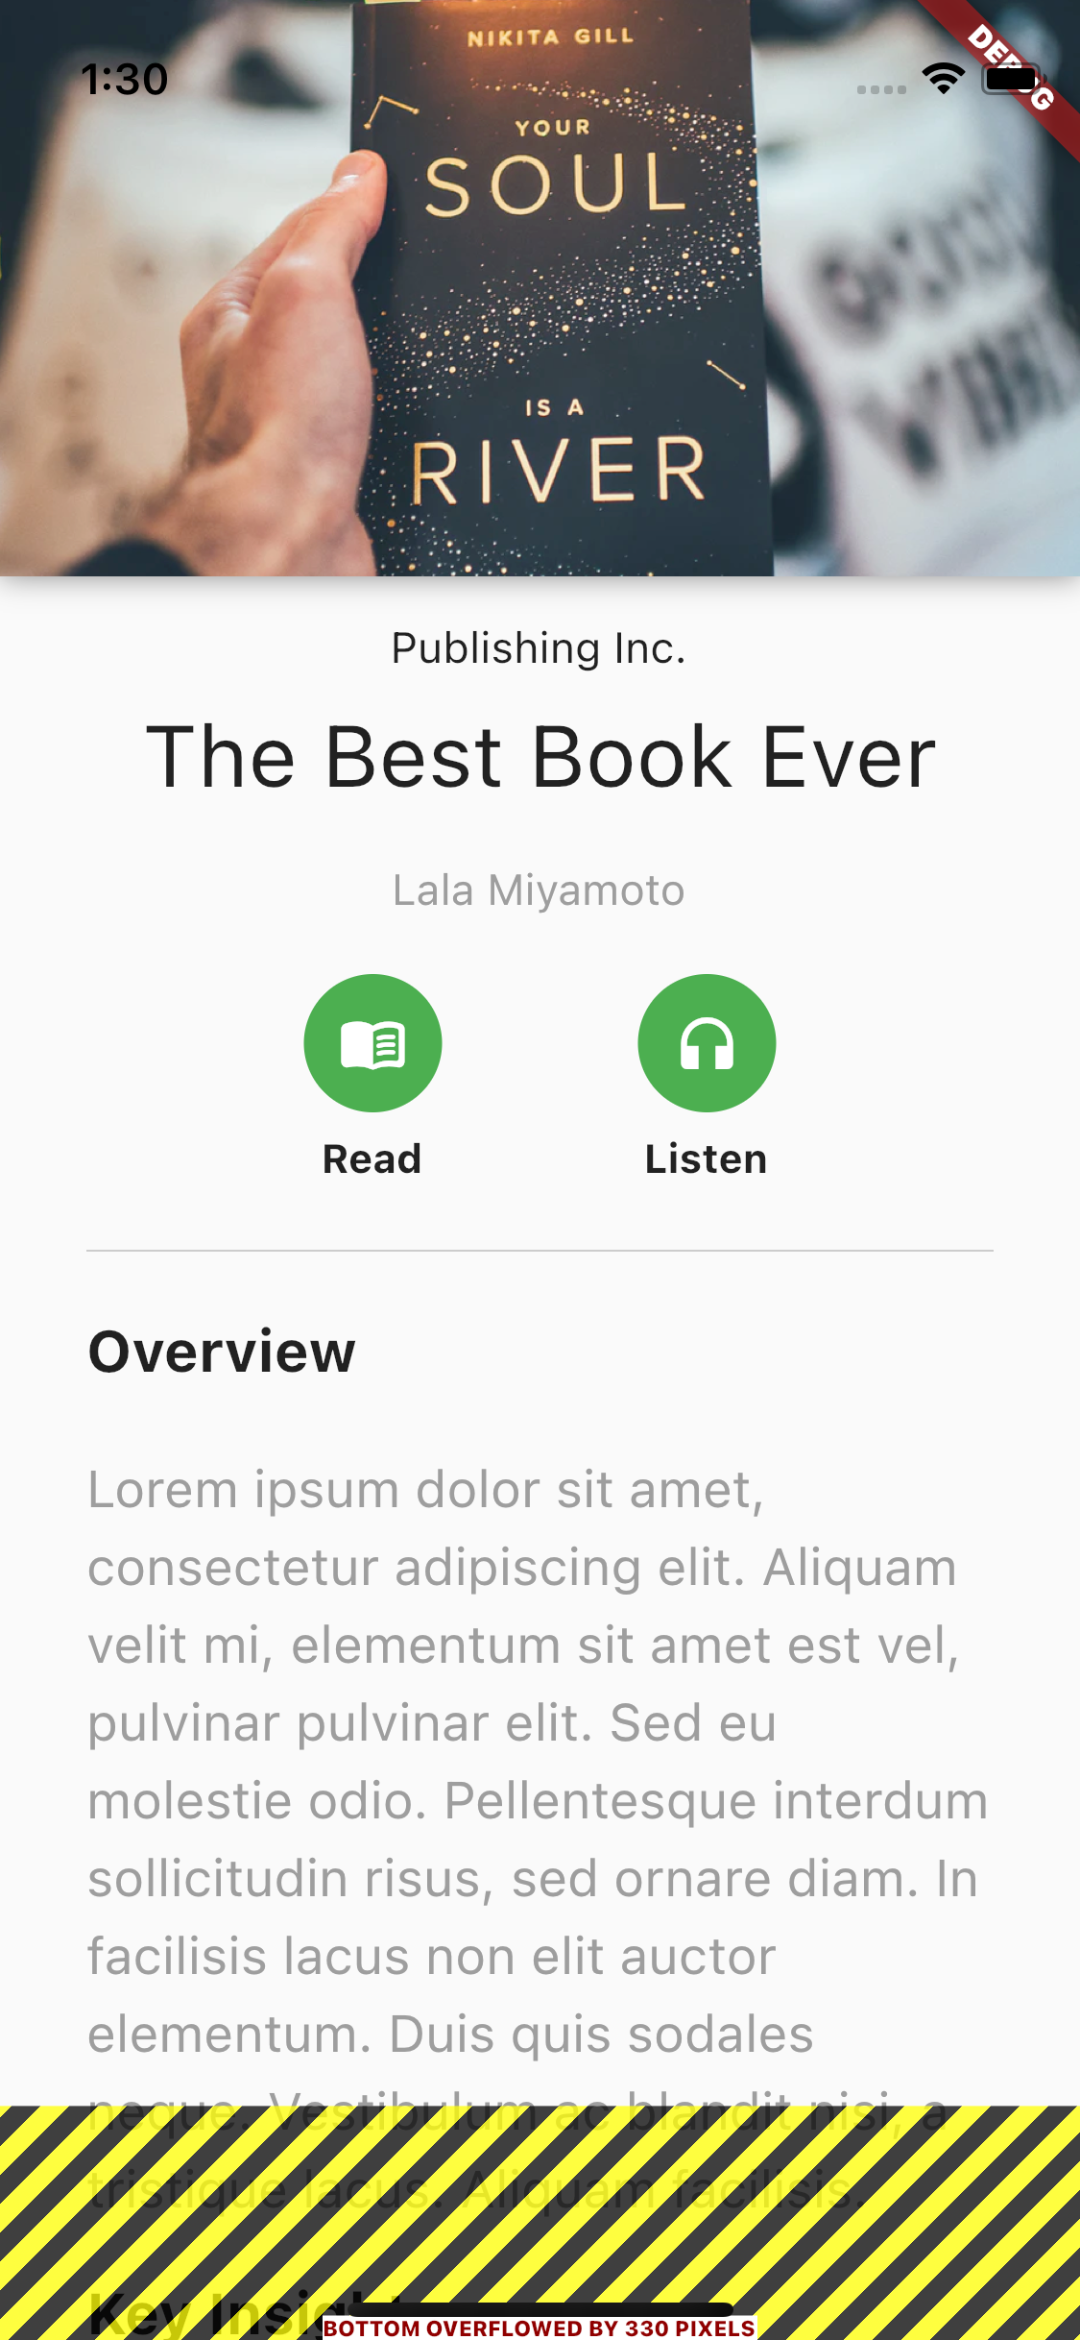 NIKITA GILL
DEBUG
1:30
YOUR
SOUL
IS A
RIVER
Publishing Inc.
The Best Book Ever
Lala Miyamoto
Read
Listen
Overview
Lorem ipsum dolor sit amet,
consectetur adipiscing elit. Aliquam
velit mi, elementum sit amet est vel,
pulvinar pulvinar elit. Sed eu
molestie odio. Pellentesque interdum
sollicitudin risus, sed ornare diam. In
facilisis lacus non elit auctor
elementum. Duis quis sodales
neque. Vestibulum ac blandit nisi, a
tristique lacus. Aliquam facilisis.
Key Insight
BOTTOM OVERFLOWED BY 330 PIXELS